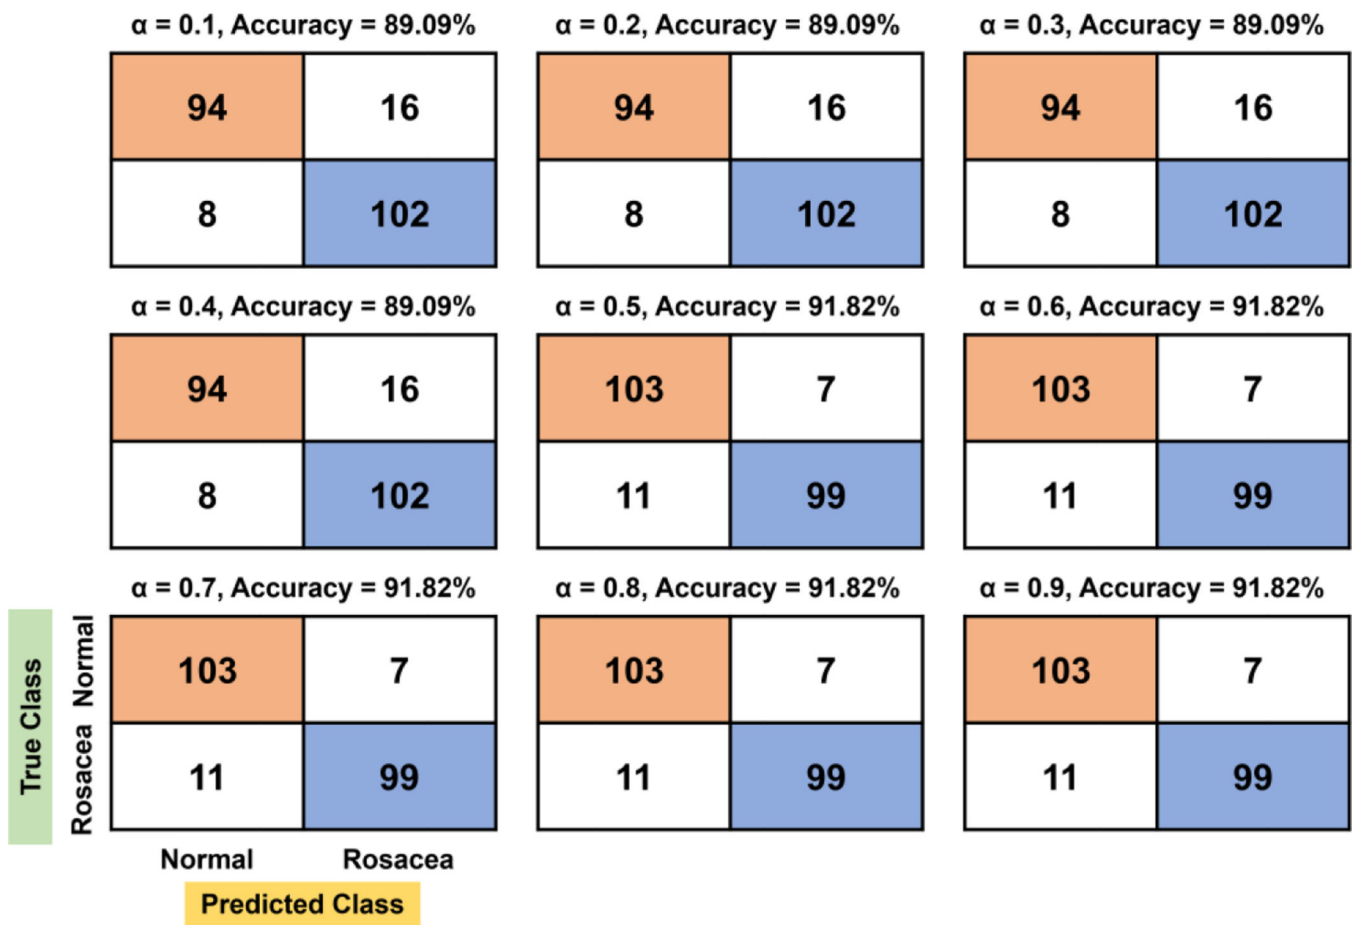 α = 0.1, Accuracy = 89.09%
α = 0.2, Accuracy = 89.09%
α = 0.3, Accuracy = 89.09%
94 16
94 16
94 16
8 102
8 102
8 102
α = 0.4, Accuracy = 89.09%
α = 0.5, Accuracy = 91.82%
α = 0.6, Accuracy = 91.82%
94 16
103 7
103 7
8 102
11 99
11 99
α = 0.7, Accuracy = 91.82%
α = 0.8, Accuracy = 91.82%
α = 0.9, Accuracy = 91.82%
True Class
Rosacea Normal
103 7
103 7
103 7
11 99
11 99
11 99
Normal Rosacea
Predicted Class